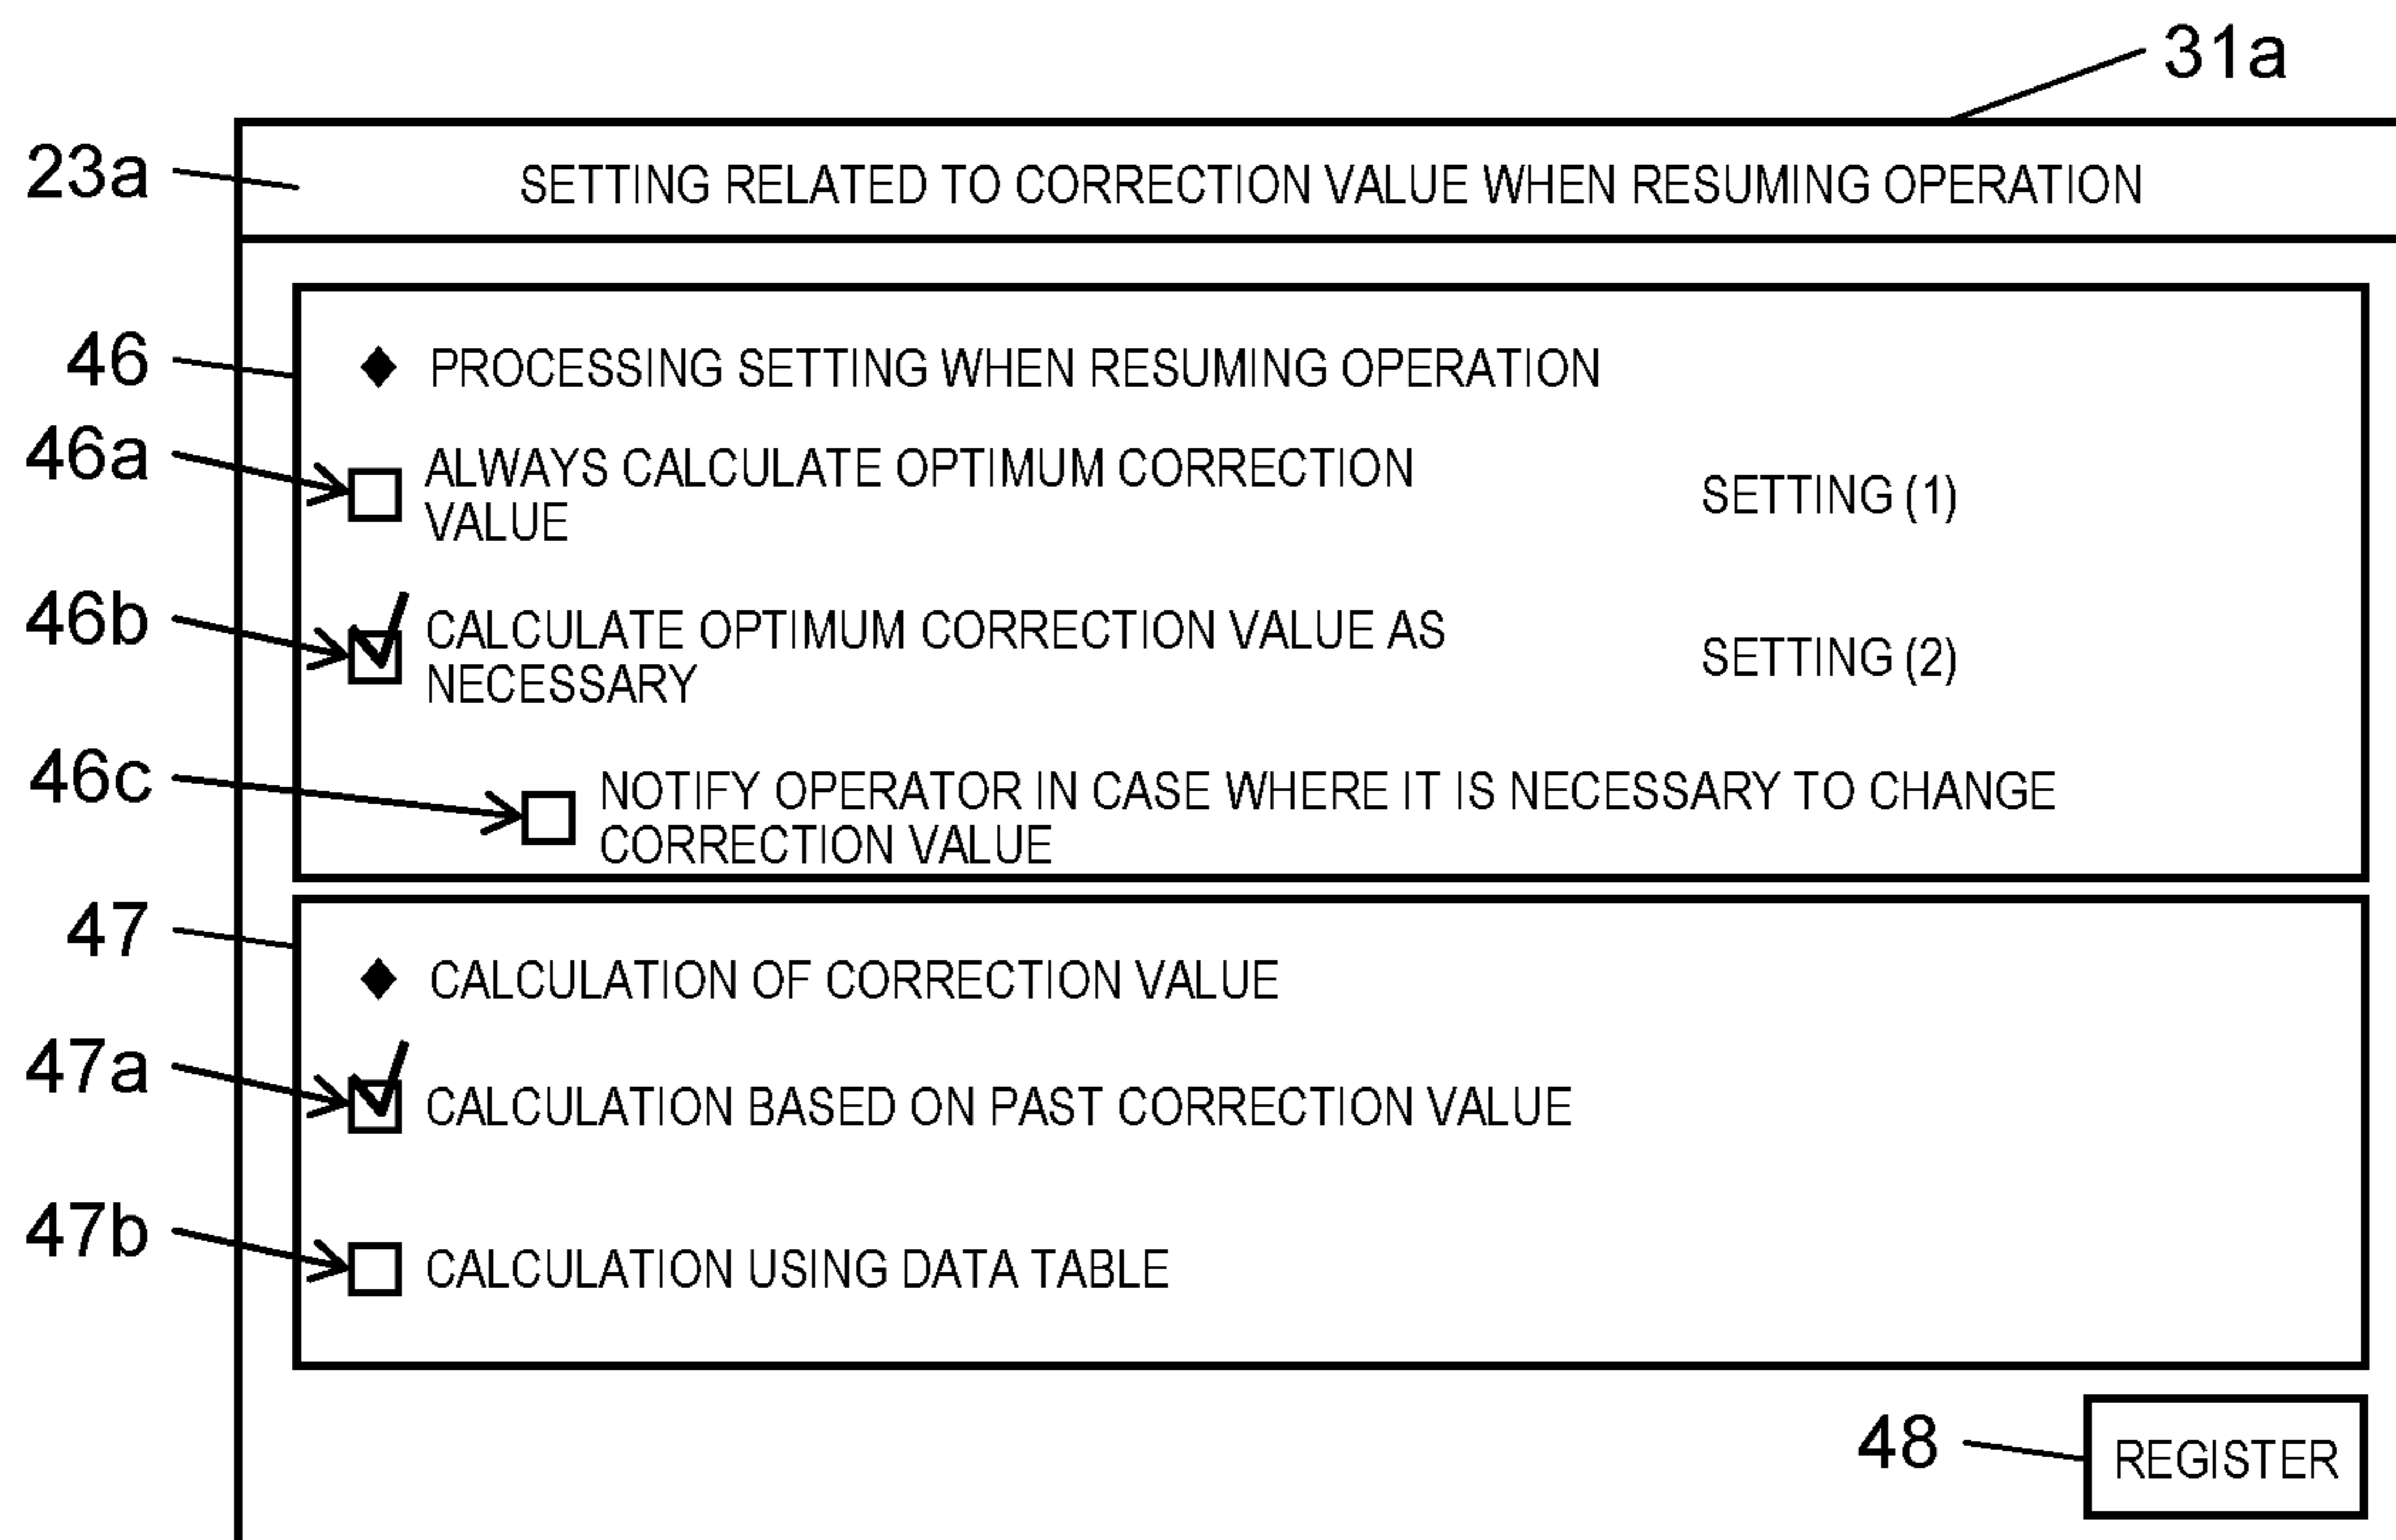 31a
23a
SETTING RELATED TO CORRECTION VALUE WHEN RESUMING OPERATION
46
◆ PROCESSING SETTING WHEN RESUMING OPERATION
46a
ALWAYS CALCULATE OPTIMUM CORRECTION
VALUE
SETTING (1)
46b
CALCULATE OPTIMUM CORRECTION VALUE AS
NECESSARY
SETTING (2)
46c
NOTIFY OPERATOR IN CASE WHERE IT IS NECESSARY TO CHANGE
CORRECTION VALUE
47
◆ CALCULATION OF CORRECTION VALUE
47a
CALCULATION BASED ON PAST CORRECTION VALUE
47b
CALCULATION USING DATA TABLE
48
REGISTER